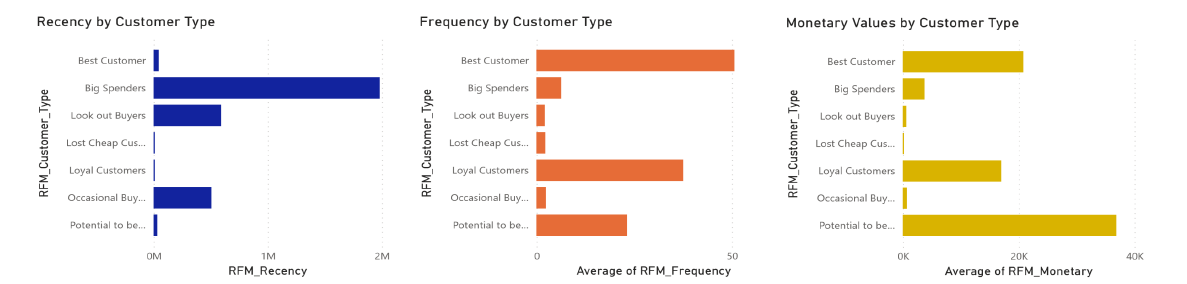 Recency by Customer Type
RFM_Customer_Type
Best Customer
Big Spenders
Look out Buyers
Lost Cheap Cus...
Loyal Customers
Occasional Buy...
Potential to be...
0M 1M 2M
RFM_Recency
Frequency by Customer Type
RFM_Customer_Type
Best Customer
Big Spenders
Look out Buyers
Lost Cheap Cus...
Loyal Customers
Occasional Buy...
Potential to be...
0 50
Average of RFM_Frequency
Monetary Values by Customer Type
RFM_Customer_Type
Best Customer
Big Spenders
Look out Buyers
Lost Cheap Cus...
Loyal Customers
Occasional Buy...
Potential to be...
0K 20K 40K
Average of RFM_Monetary